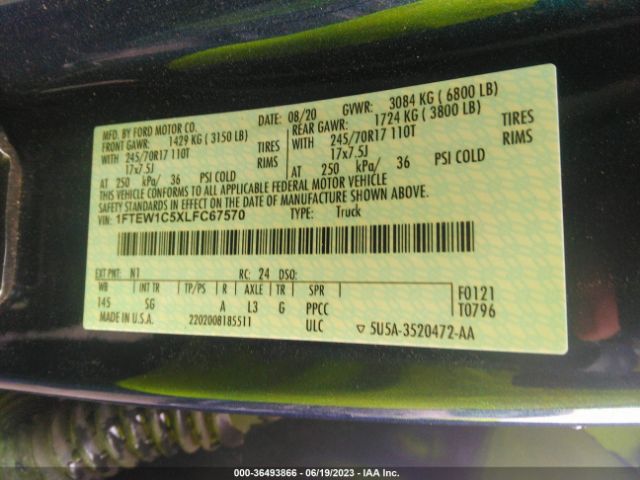 MFD. BY FORD MOTOR CO. DATE: 08/20 GVWR: 3084 KG ( 6800 LB)
FRONT GAWR: 1429 KG ( 3150 LB) REAR GAWR: 1724 KG ( 3800 LB)
WITH 245/70R17 110T TIRES WITH 245/70R17 110T TIRES
17x7.5J RIMS 17x7.5J RIMS
AT 250 kPa/ 36 PSI COLD AT 250 kPa/ 36 PSI COLD
THIS VEHICLE CONFORMS TO ALL APPLICABLE FEDERAL MOTOR VEHICLE
SAFETY STANDARDS IN EFFECT ON THE DATE OF MANUFACTURE SHOWN ABOVE.
VIN: 1FTEW1C5XLFC67570 TYPE: Truck
EXT PNT: N1 RC: 24 DSO:
WB INT TR TP/PS R AXLE TR SPR F0121
145 SG A L3 G PPCC T0796
MADE IN U.S.A. 2202008185511 ULC ▽ 5U5A-3520472-AA
000-36493866 - 06/19/2023 - IAA Inc.